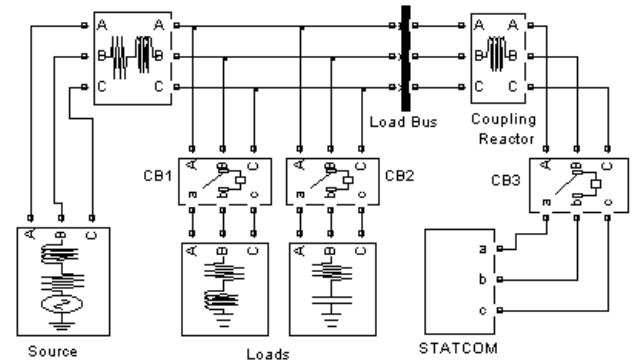 A A A A
B B B B
C C C C
Load Bus
Coupling
Reactor
CB1
A B C
a b c
CB2
A B C
a b c
CB3
A B C
a b c
A B C
Source
A B C
A B C
Loads
a
b
c
STATCOM